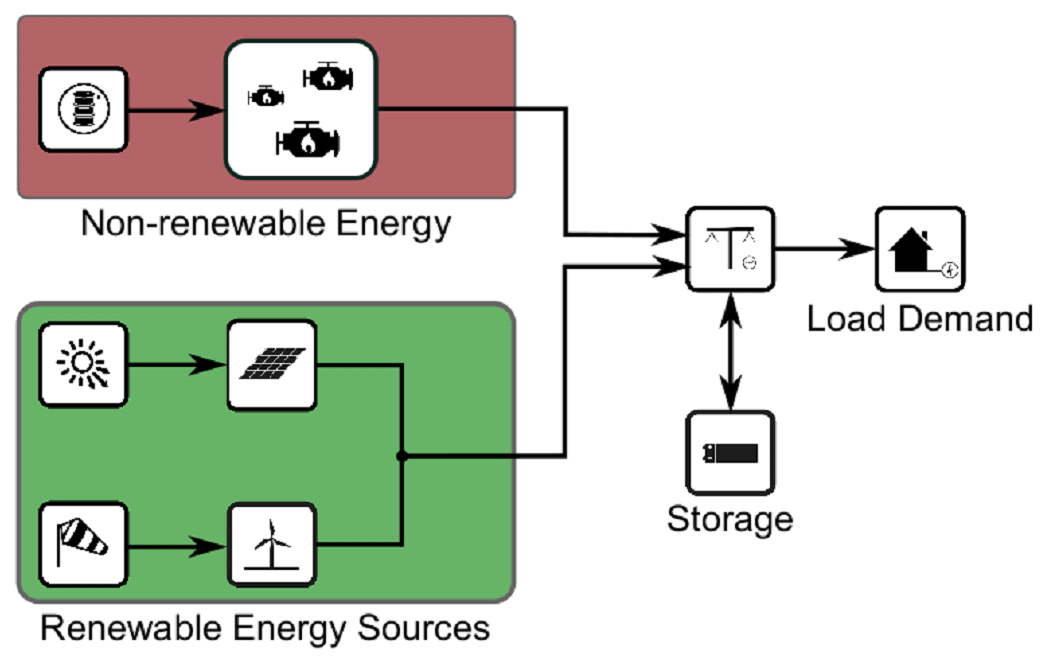 Non-renewable Energy
Load Demand
Storage
Renewable Energy Sources